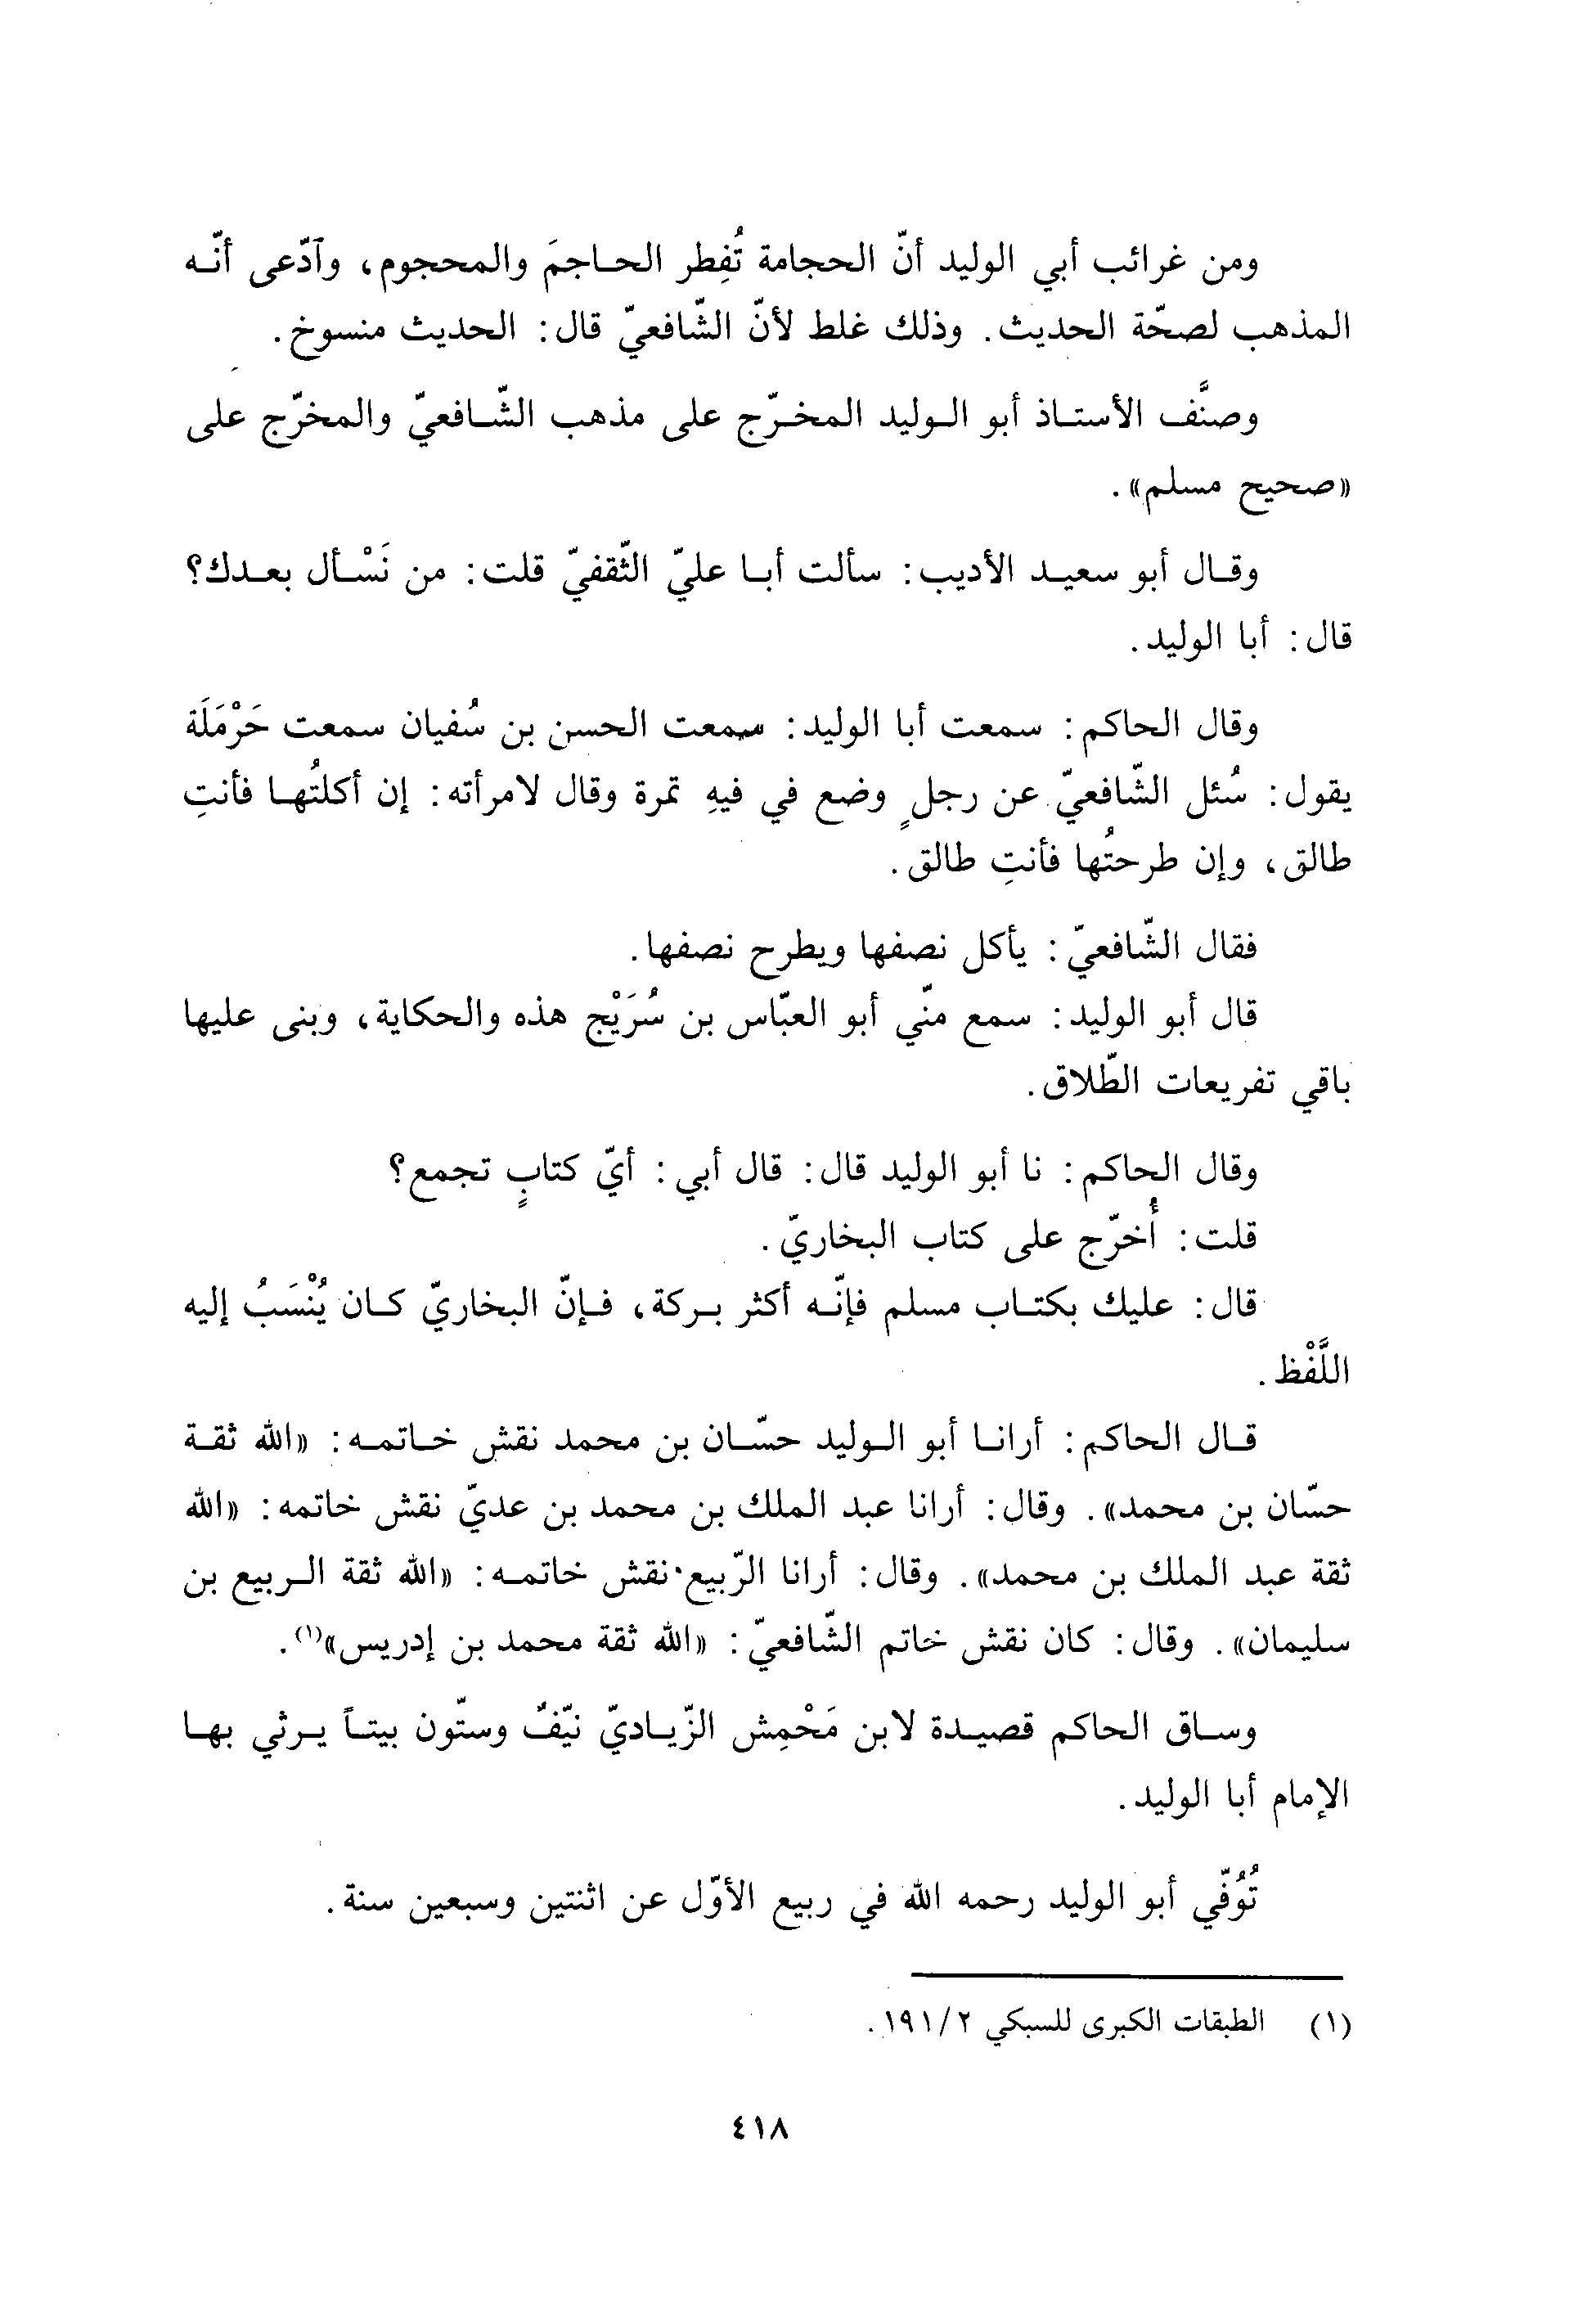 ومن غرائب أبي الوليد أنّ الحجامة تُفِطر الحاجمَ والمحجوم، وآدّعى أنّه
المذهب لصحّة الحديث. وذلك غلط لأنّ الشّافعيّ قال: الحديث منسوخ.
وصنَّف الأستاذ أبو الوليد المخرّج على مذهب الشّافعيّ والمخرّج على
«صحيح مسلم».
وقال أبو سعيد الأديب: سألت أبا عليّ الثّقفيّ قلت: من نَسْأل بعدك؟
قال: أبا الوليد.
وقال الحاكم: سمعت أبا الوليد: سمعت الحسن بن سُفيان سمعت حَرْمَلَة
يقول: سُئل الشّافعيّ عن رجلٍ وضع في فيهِ تمرة وقال لامرأته: إن أكلتُها فأنتِ
طالق، وإن طرحتُها فأنتِ طالق.
فقال الشّافعيّ: يأكل نصفها ويطرح نصفها.
قال أبو الوليد: سمع منّي أبو العبّاس بن سُرَيْج هذه والحكاية، وبنى عليها
باقي تفريعات الطّلاق.
وقال الحاكم: نا أبو الوليد قال: قال أبي: أيّ كتابٍ تجمع؟
قلت: أُخرّج على كتاب البخاريّ.
قال: عليك بكتاب مسلم فإنّه أكثر بركة، فإنّ البخاريّ كان يُنْسَبُ إليه
اللَّفْظ.
قال الحاكم: أرانا أبو الوليد حسّان بن محمد نقش خاتمه: «الله ثقة
حسّان بن محمد». وقال: أرانا عبد الملك بن محمد بن عديّ نقش خاتمه: «الله
ثقة عبد الملك بن محمد». وقال: أرانا الرّبيع نقش خاتمه: «الله ثقة الربيع بن
سليمان». وقال: كان نقش خاتم الشّافعيّ: «الله ثقة محمد بن إدريس»(١).
وساق الحاكم قصيدة لابن مَحْمِش الزّياديّ نيّفٌ وستّون بيتاً يرثي بها
الإمام أبا الوليد.
تُوُفّي أبو الوليد رحمه الله في ربيع الأوّل عن اثنتين وسبعين سنة.
(١) الطبقات الكبرى للسبكي ٢/١٩١.
٤١٨